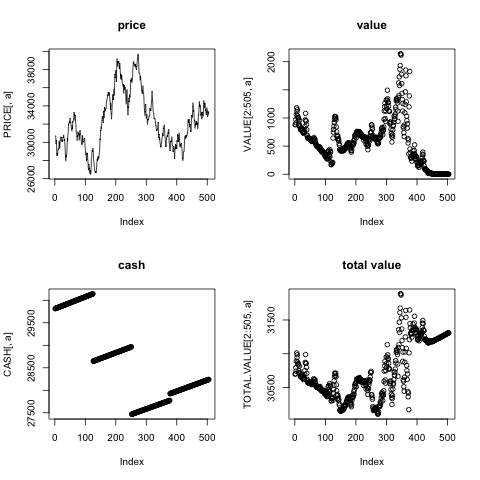 price
value
PRICE[, a]
26000 30000 34000 38000
0 100 200 300 400 500
Index
VALUE[2:505, a]
0 500 1000 2000
0 100 200 300 400 500
Index
cash
total value
CASH[, a]
27500 28500 29500
0 100 200 300 400 500
Index
TOTAL.VALUE[2:505, a]
30500 31500
0 100 200 300 400 500
Index